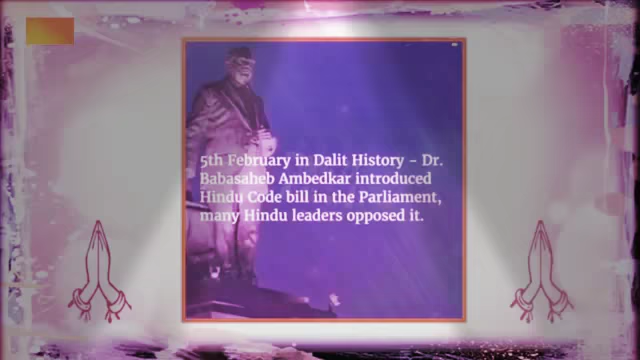 5th February in Dalit History - Dr.
Babasaheb Ambedkar introduced
Hindu Code bill in the Parliament,
many Hindu leaders opposed it.